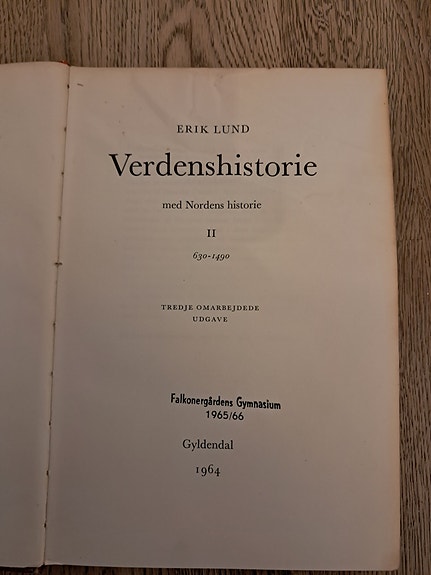 ERIK LUND
Verdenshistorie
med Nordens historie
II
630-1490
TREDJE OMARBEJDEDE
UDGAVE
Falkonergårdens Gymnasium
1965/66
Gyldendal
1964